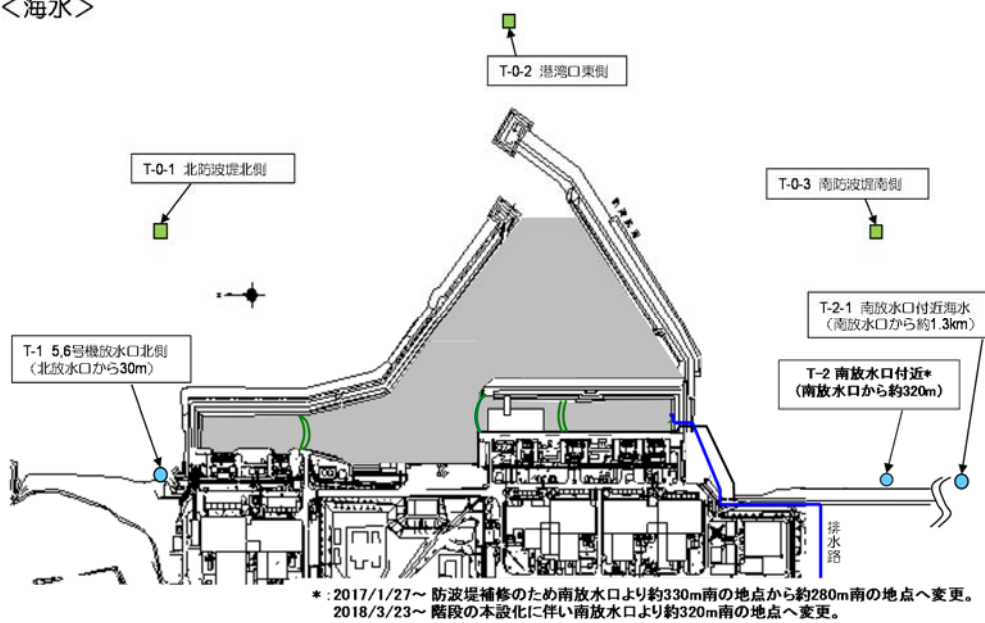 ＜海水＞
T-0-2 港湾口東側
T-0-1 北防波堤北側
T-0-3 南防波堤南側
T-2-1 南放水口付近海水
（南放水口から約1.3km）
T-1 5,6号機放水口北側
（北放水口から30m）
T-2 南放水口付近*
（南放水口から約320m）
排水路
*：2017/1/27～ 防波堤補修のため南放水口より約330m南の地点から約280m南の地点へ変更。
2018/3/23～ 階段の本設化に伴い南放水口より約320m南の地点へ変更。